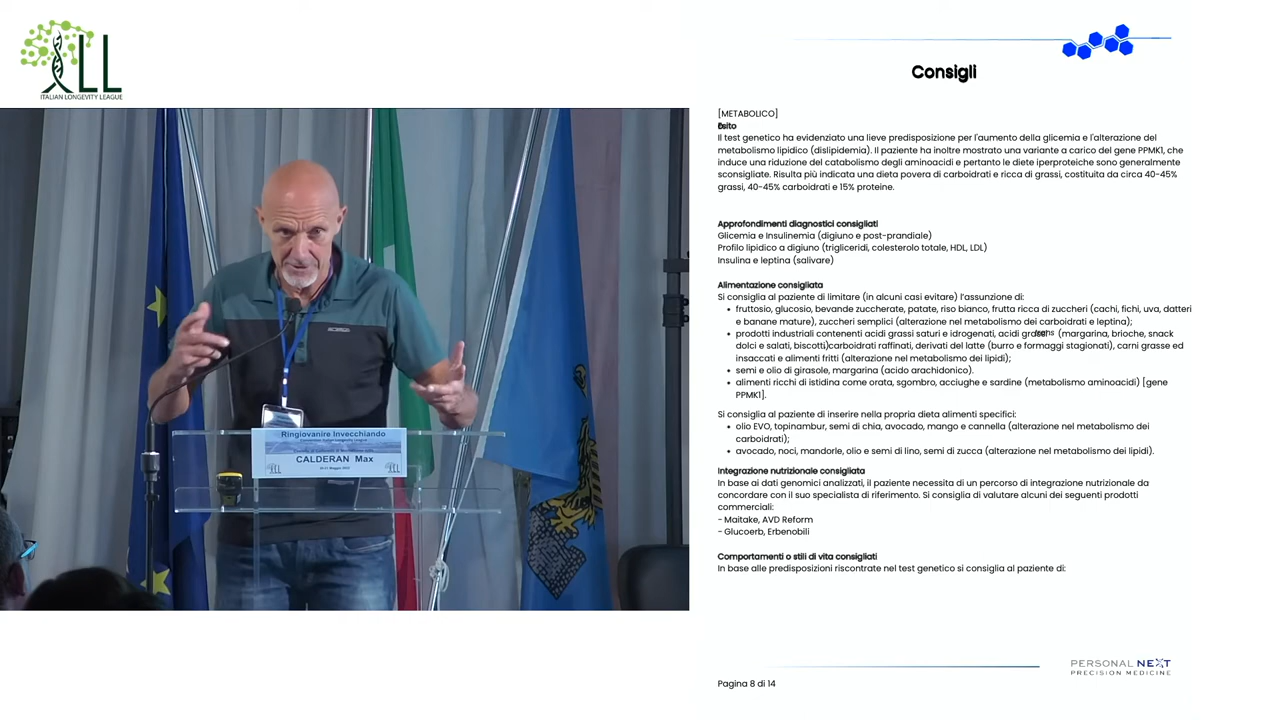 LL
ITALIAN LONGEVITY LEAGUE
Ringiovanire Invecchiando
CALDERAN Max
Consigli
[METABOLICO]
Esito
Il test genetico ha evidenziato una lieve predisposizione per l'aumento della glicemia e l'alterazione del
metabolismo lipidico (dislipidemia). Il paziente ha inoltre mostrato una variante a carico del gene PPMK1, che
induce una riduzione del catabolismo degli aminoacidi e pertanto le diete iperproteiche sono generalmente
sconsigliate. Risulta più indicata una dieta povera di carboidrati e ricca di grassi, costituita da circa 40-45%
grassi, 40-45% carboidrati e 15% proteine.
Approfondimenti diagnostici consigliati
Glicemia e Insulinemia (digiuno e post-prandiale)
Profilo lipidico a digiuno (trigliceridi, colesterolo totale, HDL, LDL)
Insulina e leptina (salivare)
Alimentazione consigliata
Si consiglia al paziente di limitare (in alcuni casi evitare) l'assunzione di:
• fruttosio, glucosio, bevande zuccherate, patate, riso bianco, frutta ricca di zuccheri (cachi, fichi, uva, datteri
e banane mature), zuccheri semplici (alterazione nel metabolismo dei carboidrati e leptina);
• prodotti industriali contenenti acidi grassi saturi e idrogenati, acidi grassi trans (margarina, brioche, snack
dolci e salati, biscotti)carboidrati raffinati, derivati del latte (burro e formaggi stagionati), carni grasse ed
insaccati e alimenti fritti (alterazione nel metabolismo dei lipidi);
• semi e olio di girasole, margarina (acido arachidonico).
• alimenti ricchi di istidina come orata, sgombro, acciughe e sardine (metabolismo aminoacidi) [gene
PPMK1].
Si consiglia al paziente di inserire nella propria dieta alimenti specifici:
• olio EVO, topinambur, semi di chia, avocado, mango e cannella (alterazione nel metabolismo dei
carboidrati);
• avocado, noci, mandorle, olio e semi di lino, semi di zucca (alterazione nel metabolismo dei lipidi).
Integrazione nutrizionale consigliata
In base ai dati genomici analizzati, il paziente necessita di un percorso di integrazione nutrizionale da
concordare con il suo specialista di riferimento. Si consiglia di valutare alcuni dei seguenti prodotti
commerciali:
- Maitake, AVD Reform
- Glucoerb, Erbenobili
Comportamenti o stili di vita consigliati
In base alle predisposizioni riscontrate nel test genetico si consiglia al paziente di:
PERSONAL NEXT
PRECISION MEDICINE
Pagina 8 di 14